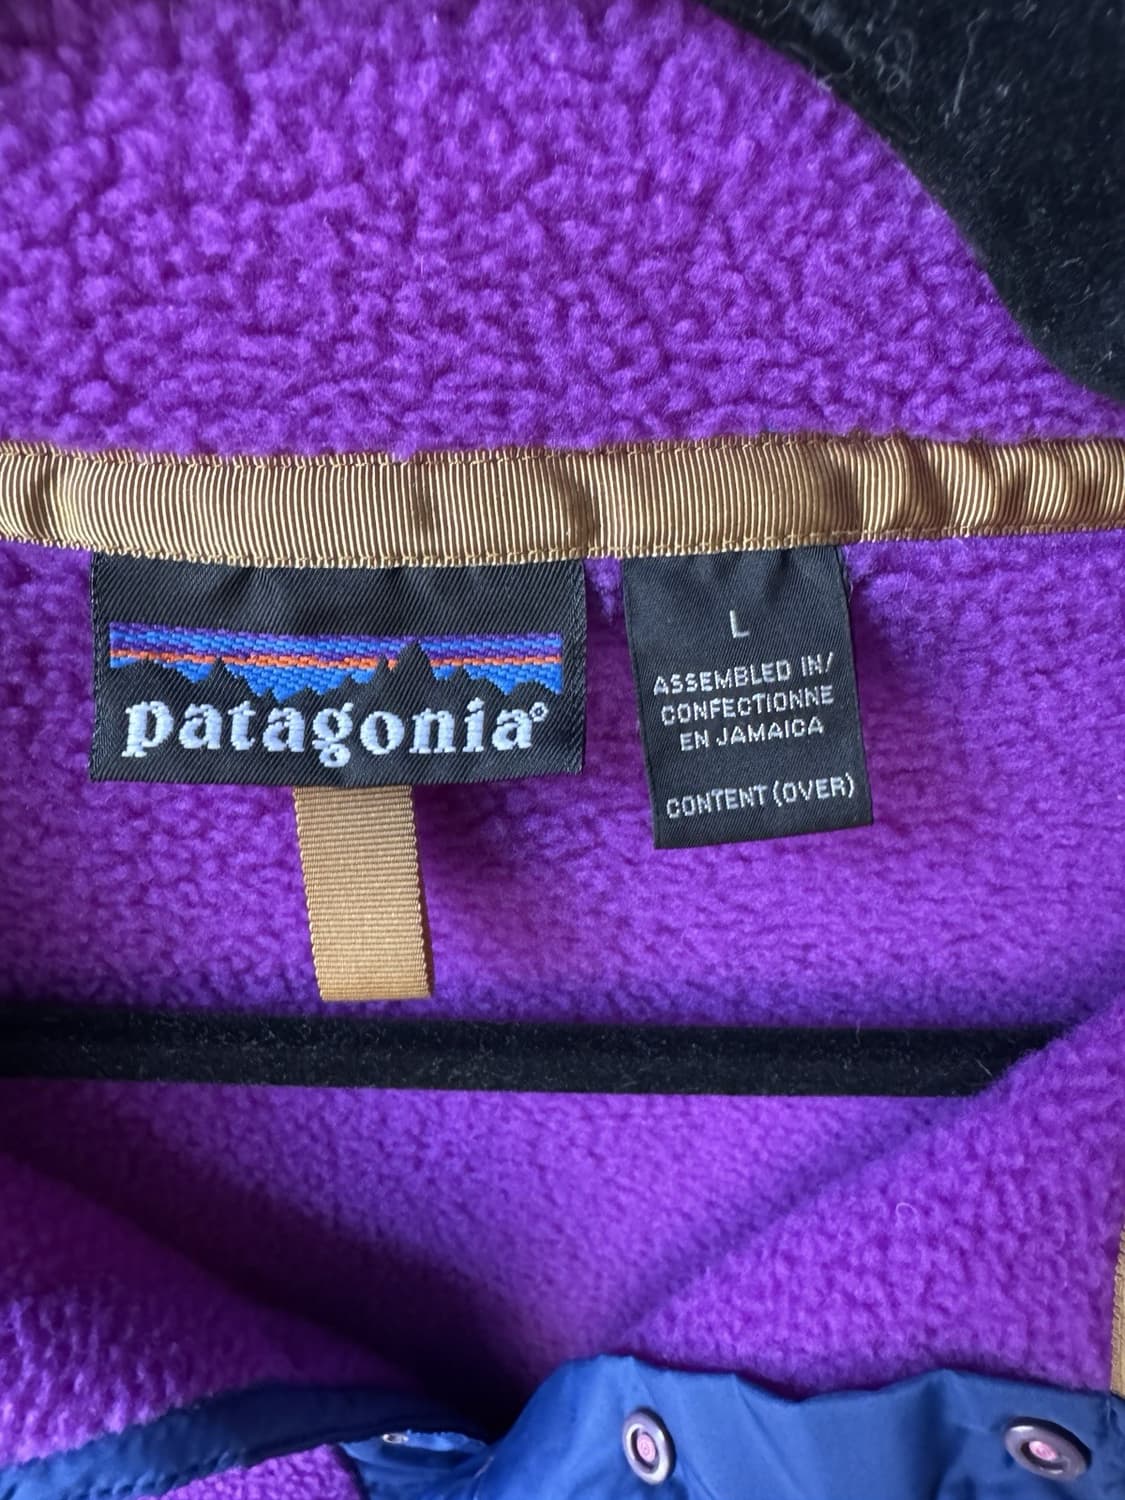 patagonia®
L
ASSEMBLED IN/
CONFECTIONNE
EN JAMAICA
CONTENT (OVER)